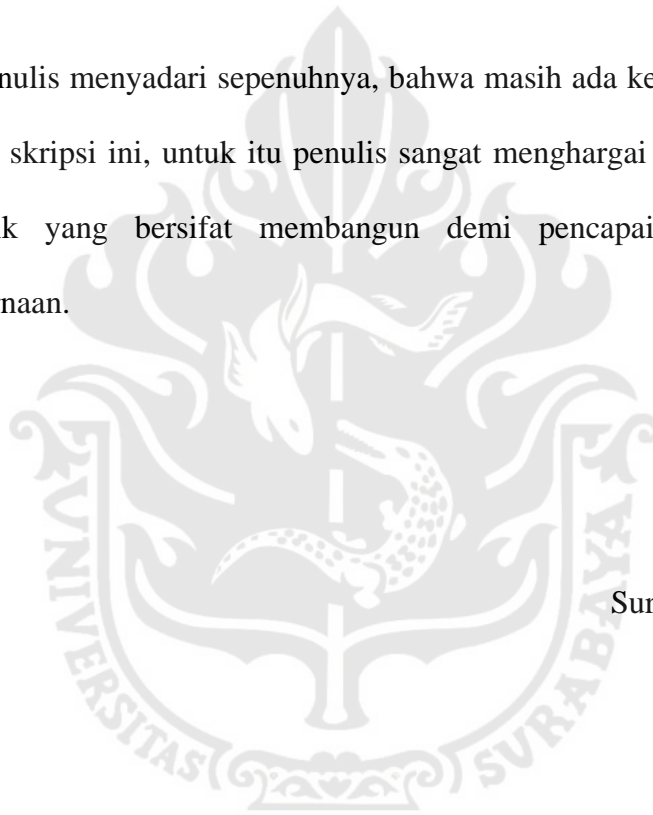 nulis menyadari sepenuhnya, bahwa masih ada ke
skripsi ini, untuk itu penulis sangat menghargai
k yang bersifat membangun demi pencapai
naan.
Sur
UNIVERSITAS SURABAYA